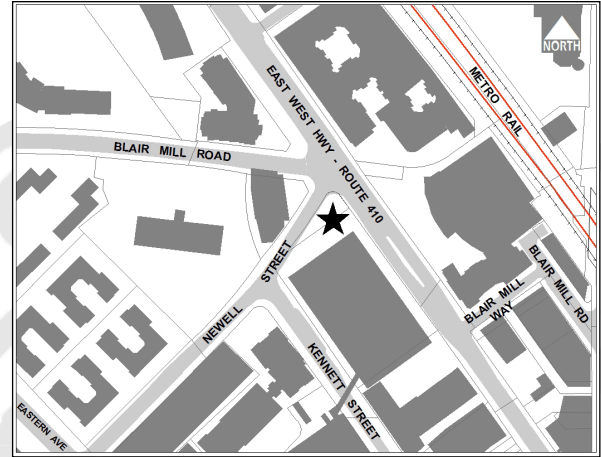 NORTH
METRO RAIL
EAST WEST HWY - ROUTE 410
BLAIR MILL ROAD
NEWELL STREET
BLAIR MILL WAY
BLAIR MILL RD
KENNETT STREET
EASTERN AVE